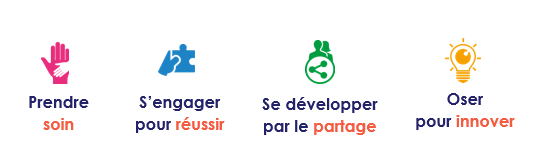 Prendre
soin
S'engager
pour réussir
Se développer
par le partage
Oser
pour innover